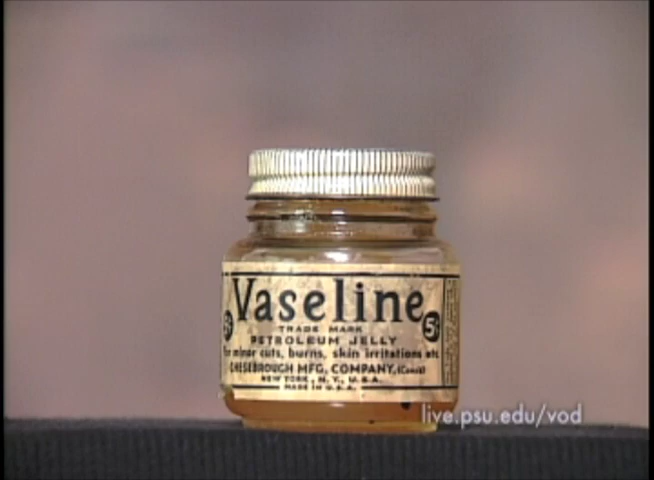 Vaseline
5¢ 5¢
TRADE MARK
PETROLEUM JELLY
For minor cuts, burns, skin irritations etc.
CHESEBROUGH MFG. COMPANY, (Cons'd)
NEW YORK, N.Y., U.S.A.
MADE IN U.S.A.
live.psu.edu/vod